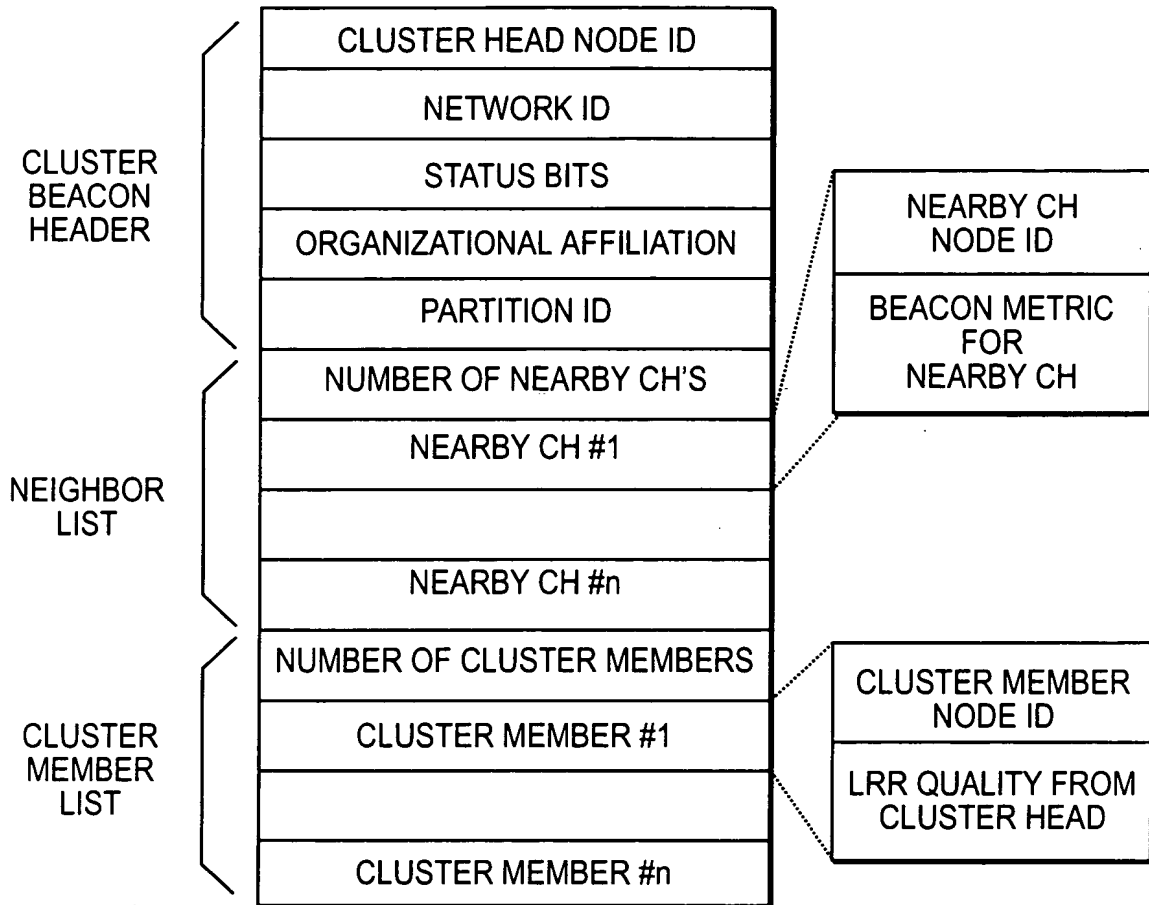 CLUSTER
BEACON
HEADER
CLUSTER HEAD NODE ID
NETWORK ID
STATUS BITS
ORGANIZATIONAL AFFILIATION
PARTITION ID
NEIGHBOR
LIST
NUMBER OF NEARBY CH'S
NEARBY CH #1
NEARBY CH #n
NEARBY CH
NODE ID
BEACON METRIC
FOR
NEARBY CH
CLUSTER
MEMBER
LIST
NUMBER OF CLUSTER MEMBERS
CLUSTER MEMBER #1
CLUSTER MEMBER #n
CLUSTER MEMBER
NODE ID
LRR QUALITY FROM
CLUSTER HEAD